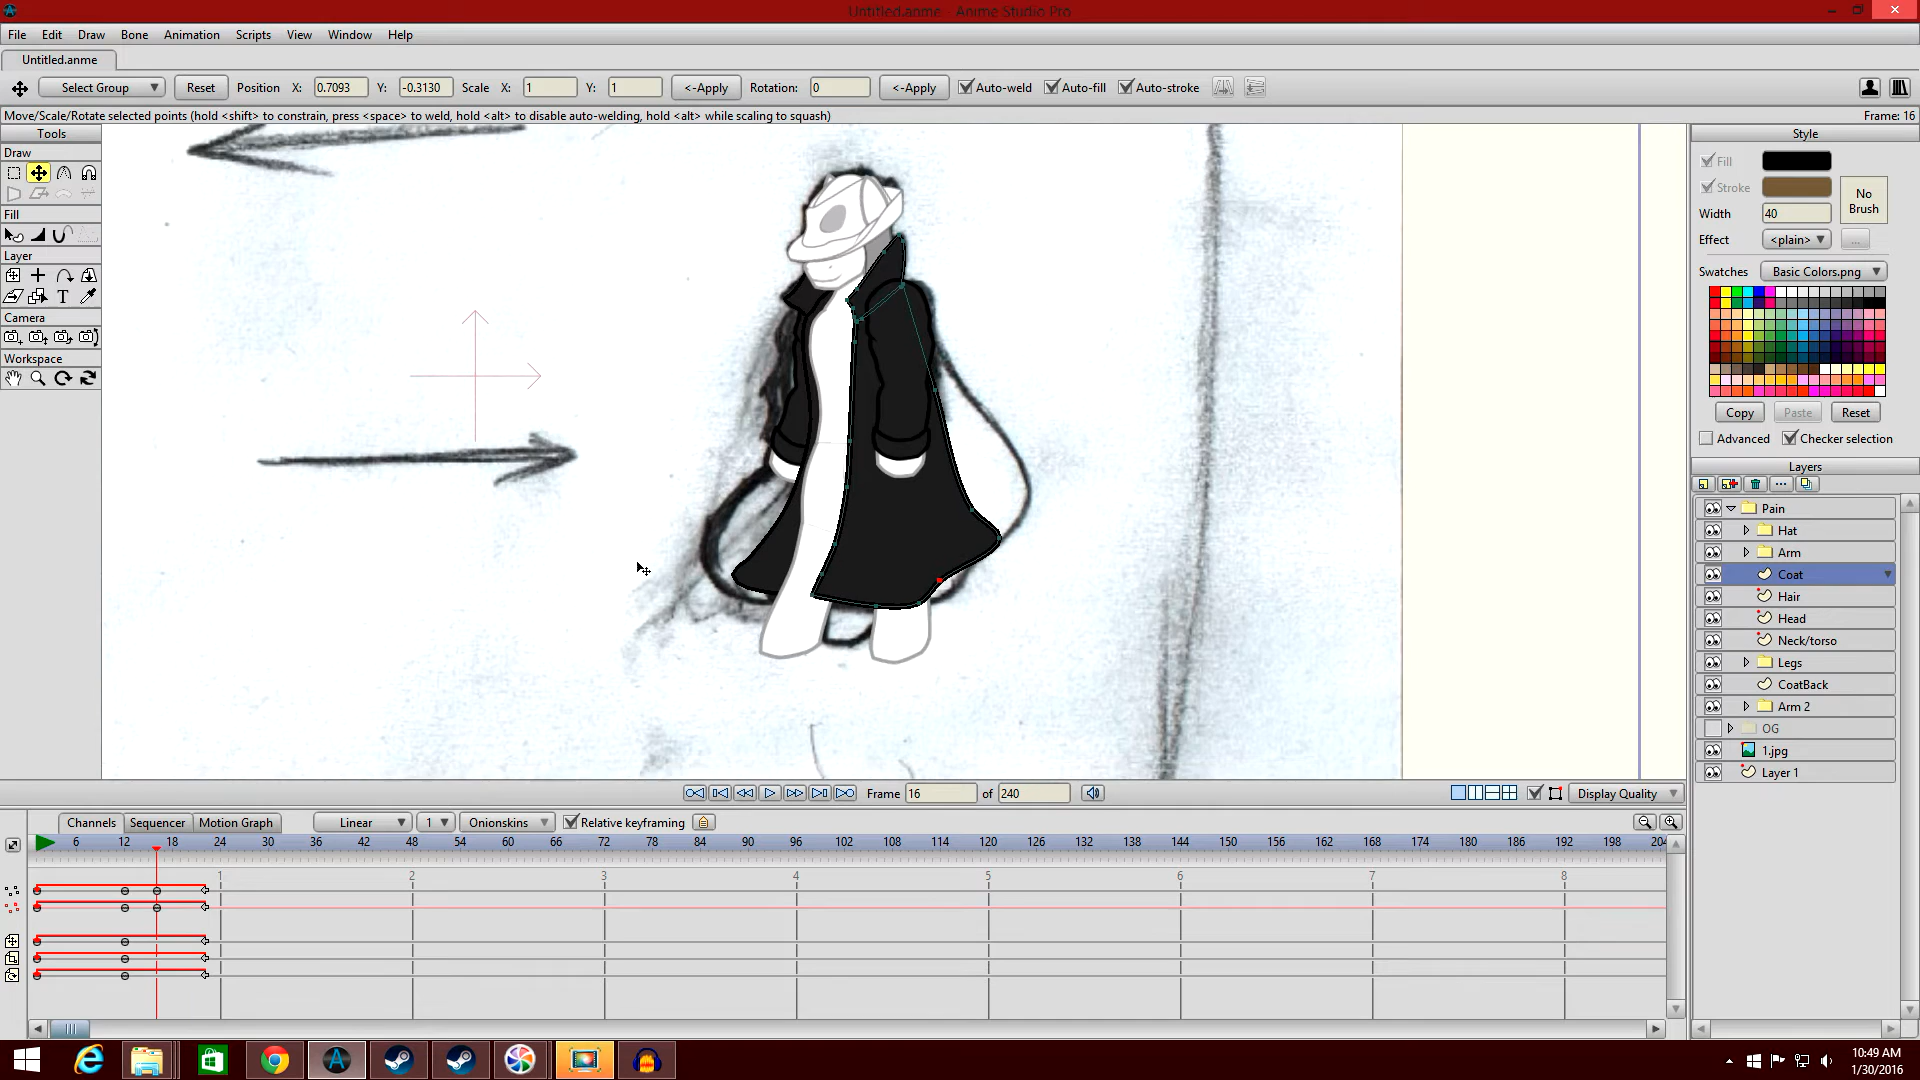 Untitled.anme - Anime Studio Pro
File Edit Draw Bone Animation Scripts View Window Help
Untitled.anme
Select Group Reset Position X: 0.7093 Y: -0.3130 Scale X: 1 Y: 1 <-Apply Rotation: 0 <-Apply Auto-weld Auto-fill Auto-stroke
Move/Scale/Rotate selected points (hold <shift> to constrain, press <space> to weld, hold <alt> to disable auto-welding, hold <alt> while scaling to squash) Frame: 16
Tools
Draw
Fill
Layer
Camera
Workspace
Style
Fill
Stroke
No Brush
Width 40
Effect <plain> ...
Swatches Basic Colors.png
Copy Paste Reset
Advanced Checker selection
Layers
Pain
Hat
Arm
Coat
Hair
Head
Neck/torso
Legs
CoatBack
Arm 2
OG
1.jpg
Layer 1
Frame 16 of 240 Display Quality
Channels Sequencer Motion Graph Linear 1 Onionskins Relative keyframing
6 12 18 24 30 36 42 48 54 60 66 72 78 84 90 96 102 108 114 120 126 132 138 144 150 156 162 168 174 180 186 192 198 204
1 2 3 4 5 6 7 8
10:49 AM
1/30/2016